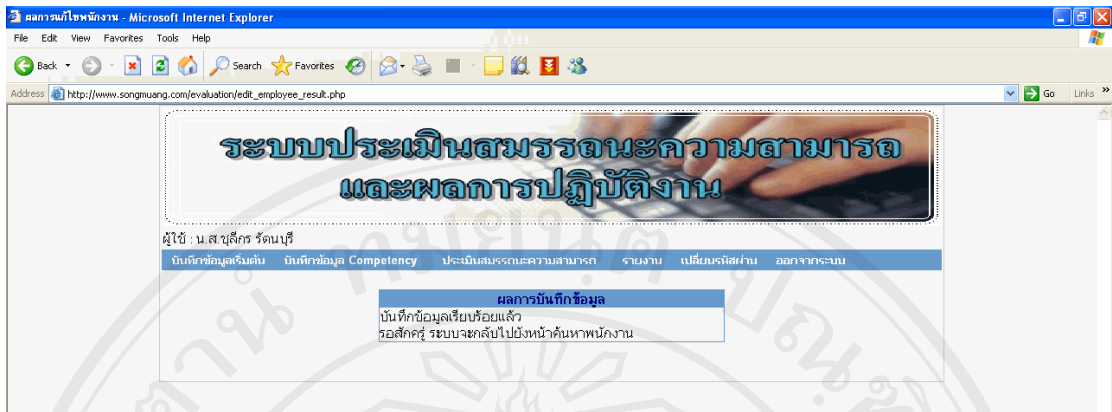 ผลการแก้ไขพนักงาน - Microsoft Internet Explorer
File Edit View Favorites Tools Help
Back Search Favorites
Address http://www.songmuang.com/evaluation/edit_employee_result.php Go Links »
ระบบประเมินสมรรถนะความสามารถ
และผลการปฏิบัติงาน
ผู้ใช้ : น.ส.ชุลีกร รัตนบุรี
บันทึกข้อมูลเริ่มต้น บันทึกข้อมูล Competency ประเมินสมรรถนะความสามารถ รายงาน เปลี่ยนรหัสผ่าน ออกจากระบบ
ผลการบันทึกข้อมูล
บันทึกข้อมูลเรียบร้อยแล้ว
รอสักครู่ ระบบจะกลับไปยังหน้าค้นหาพนักงาน